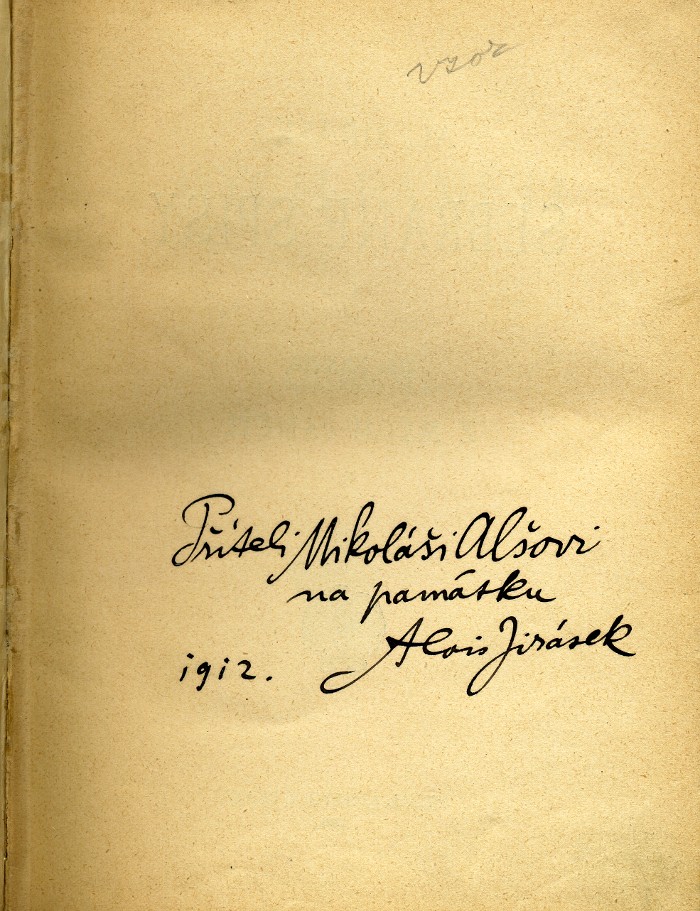 vzor
Příteli Mikoláši Alšovi
na památku
Alois Jirásek
1912.